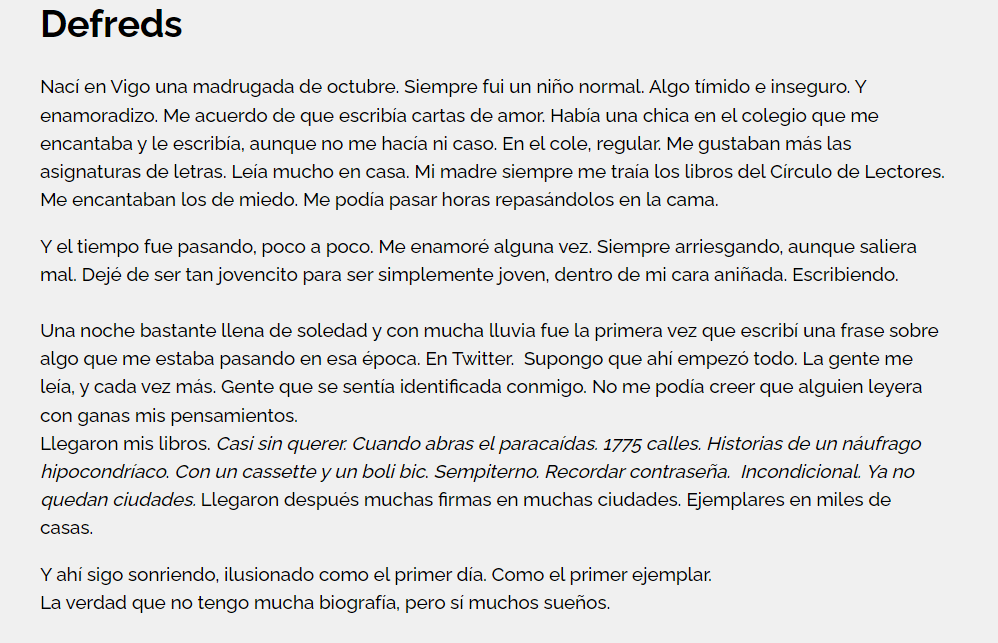 Defreds
Nací en Vigo una madrugada de octubre. Siempre fui un niño normal. Algo tímido e inseguro. Y
enamoradizo. Me acuerdo de que escribía cartas de amor. Había una chica en el colegio que me
encantaba y le escribía, aunque no me hacía ni caso. En el cole, regular. Me gustaban más las
asignaturas de letras. Leía mucho en casa. Mi madre siempre me traía los libros del Círculo de Lectores.
Me encantaban los de miedo. Me podía pasar horas repasándolos en la cama.
Y el tiempo fue pasando, poco a poco. Me enamoré alguna vez. Siempre arriesgando, aunque saliera
mal. Dejé de ser tan jovencito para ser simplemente joven, dentro de mi cara aniñada. Escribiendo.
Una noche bastante llena de soledad y con mucha lluvia fue la primera vez que escribí una frase sobre
algo que me estaba pasando en esa época. En Twitter.  Supongo que ahí empezó todo. La gente me
leía, y cada vez más. Gente que se sentía identificada conmigo. No me podía creer que alguien leyera
con ganas mis pensamientos.
Llegaron mis libros. Casi sin querer. Cuando abras el paracaídas. 1775 calles. Historias de un náufrago
hipocondríaco. Con un cassette y un boli bic. Sempiterno. Recordar contraseña.  Incondicional. Ya no
quedan ciudades. Llegaron después muchas firmas en muchas ciudades. Ejemplares en miles de
casas.
Y ahí sigo sonriendo, ilusionado como el primer día. Como el primer ejemplar.
La verdad que no tengo mucha biografía, pero sí muchos sueños.